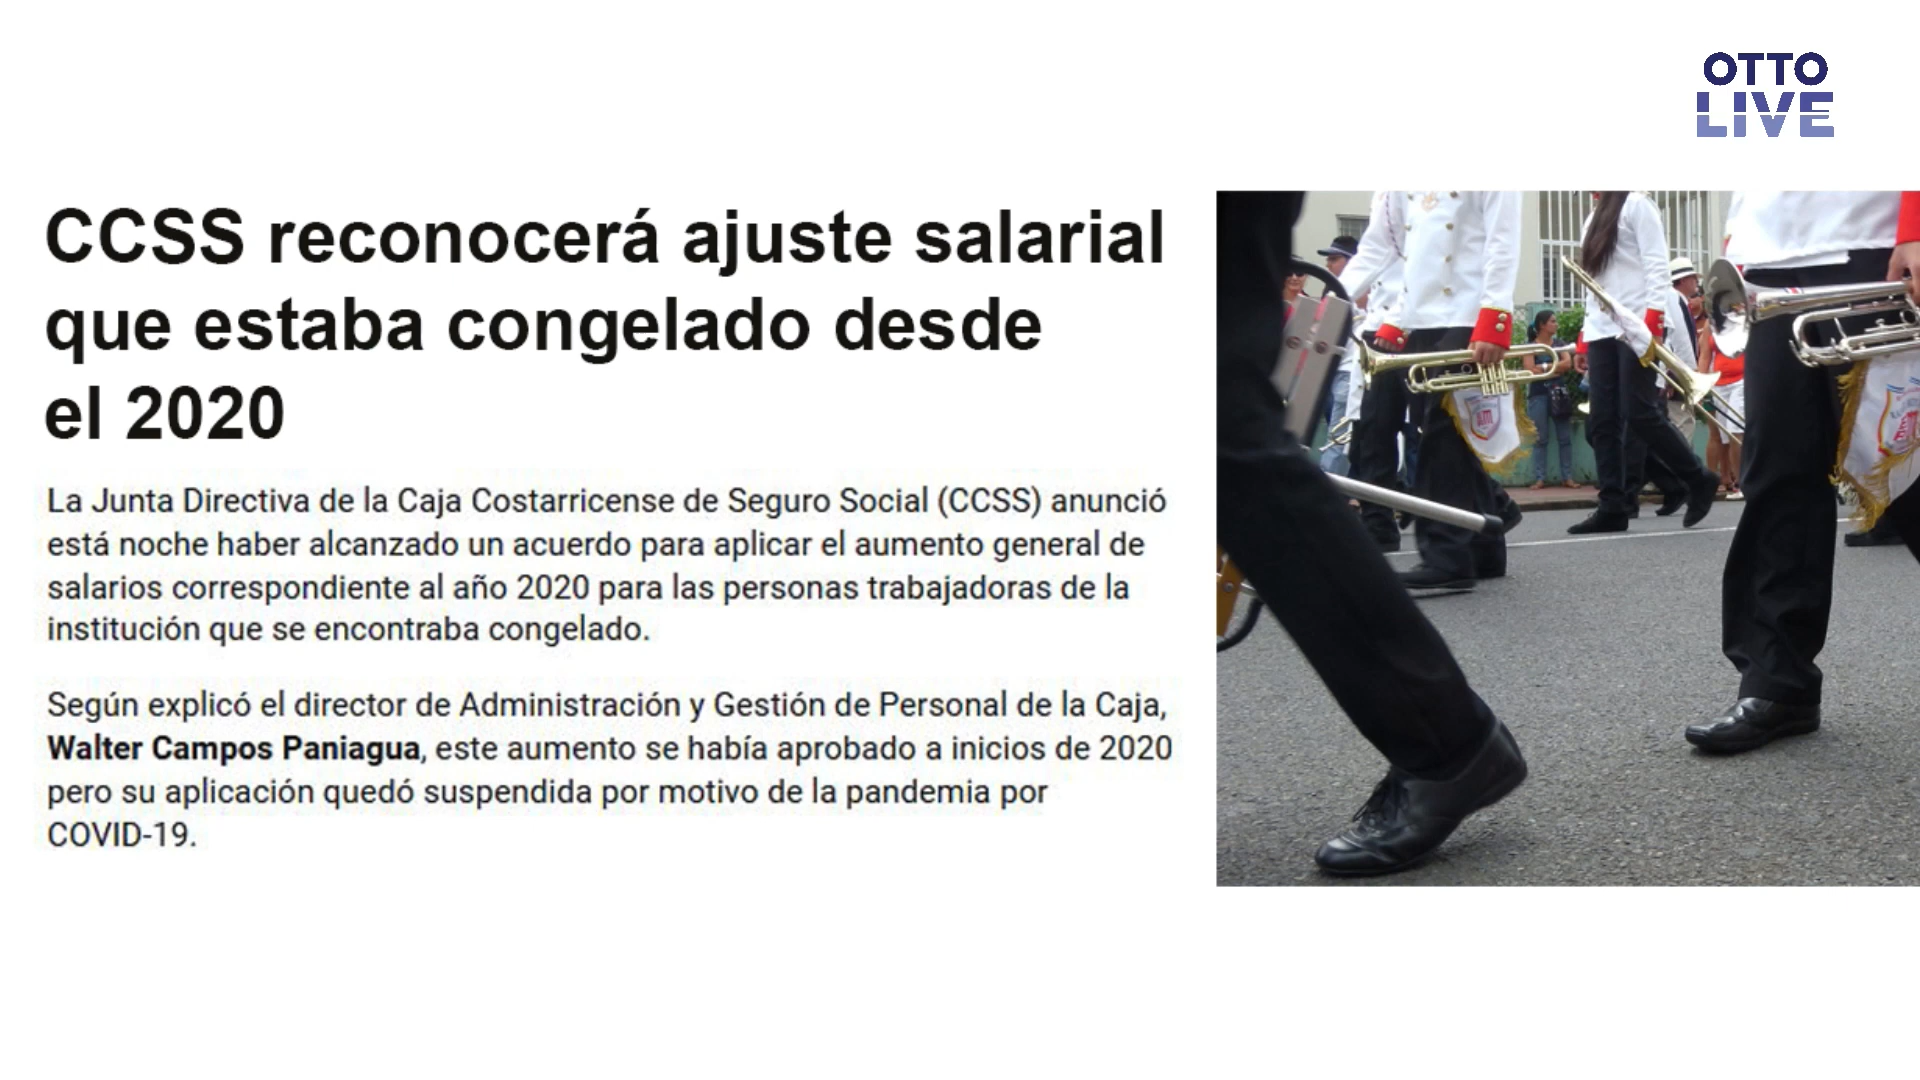 OTTO
LIVE
CCSS reconocerá ajuste salarial
que estaba congelado desde
el 2020
La Junta Directiva de la Caja Costarricense de Seguro Social (CCSS) anunció
está noche haber alcanzado un acuerdo para aplicar el aumento general de
salarios correspondiente al año 2020 para las personas trabajadoras de la
institución que se encontraba congelado.
Según explicó el director de Administración y Gestión de Personal de la Caja,
Walter Campos Paniagua, este aumento se había aprobado a inicios de 2020
pero su aplicación quedó suspendida por motivo de la pandemia por
COVID-19.